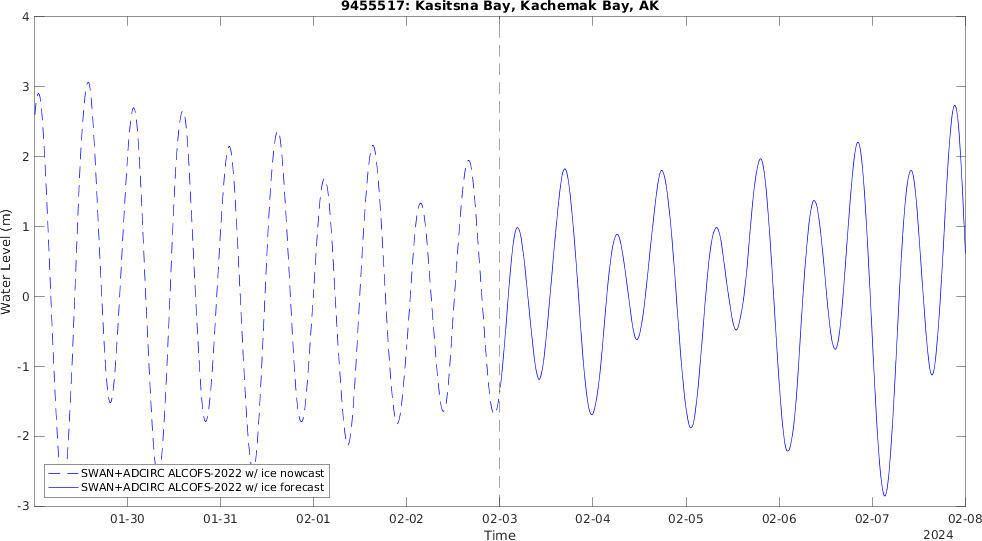 9455517: Kasitsna Bay, Kachemak Bay, AK
4
3
2
1
0
-1
-2
-3
Water Level (m)
SWAN+ADCIRC ALCOFS-2022 w/ ice nowcast
SWAN+ADCIRC ALCOFS-2022 w/ ice forecast
01-30 01-31 02-01 02-02 02-03 02-04 02-05 02-06 02-07 02-08
Time
2024